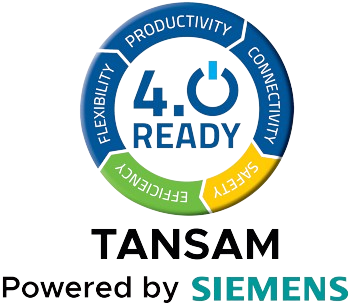 PRODUCTIVITY
CONNECTIVITY
SAFETY
EFFICIENCY
FLEXIBILITY
4.0
READY
TANSAM
Powered by SIEMENS